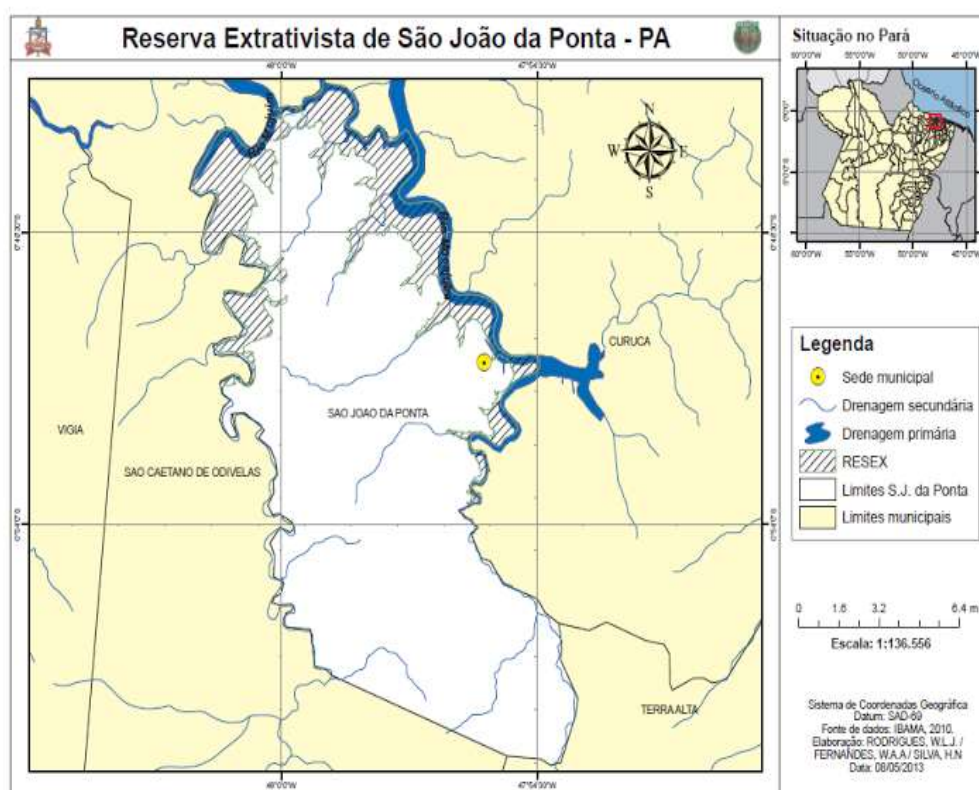 Reserva Extrativista de São João da Ponta - PA
Situação no Pará
Oceano Atlântico
48°0'0"W
47°54'30"W
N
W
E
S
CURUCA
SAO JOAO DA PONTA
VIGIA
SAO CAETANO DE ODIVELAS
TERRA ALTA
Legenda
Sede municipal
Drenagem secundária
Drenagem primária
RESEX
Limites S.J. da Ponta
Limites municipais
0 1.6 3.2 6.4 m
Escala: 1:136.556
Sistema de Coordenadas Geográfica
Datum: SAD-69
Fonte de dados: IBAMA, 2010.
Elaboração: RODRIGUES, W.L.J. /
FERNANDES, W.A.A / SILVA, H.N
Data: 08/05/2013